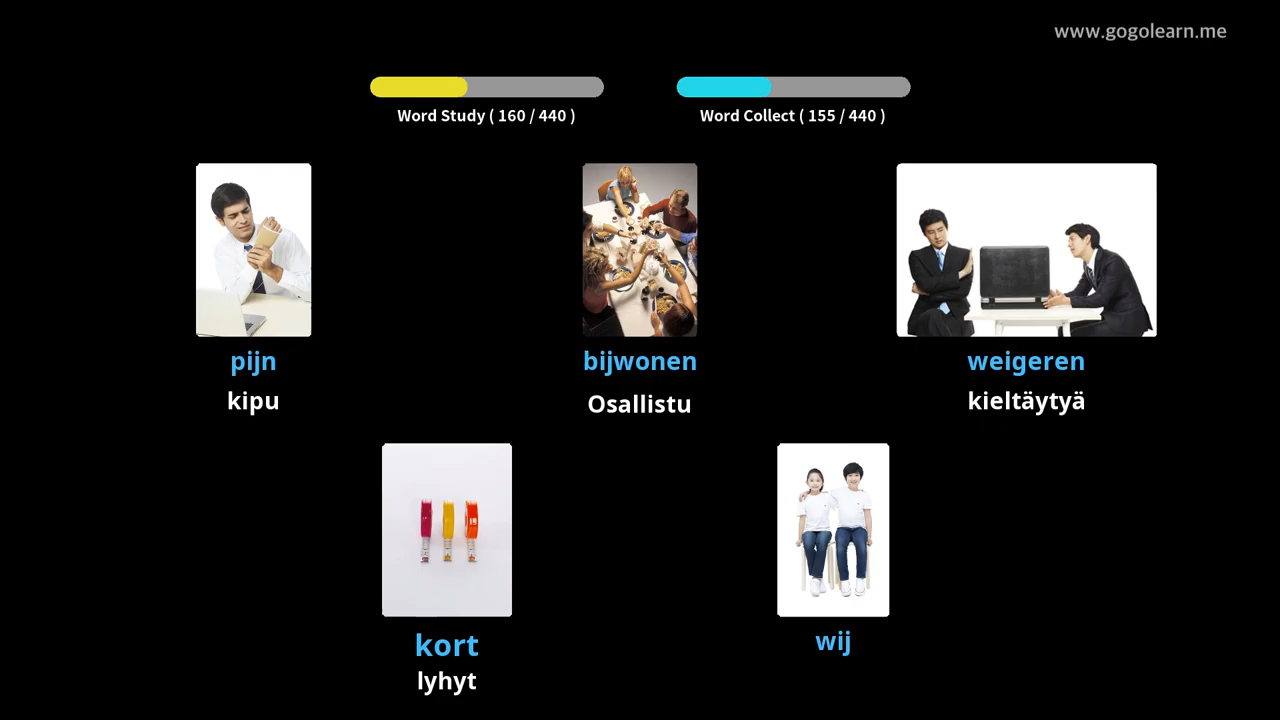 www.gogolearn.me
Word Study ( 160 / 440 )
Word Collect ( 155 / 440 )
pijn
kipu
bijwonen
Osallistu
weigeren
kieltäytyä
kort
lyhyt
wij